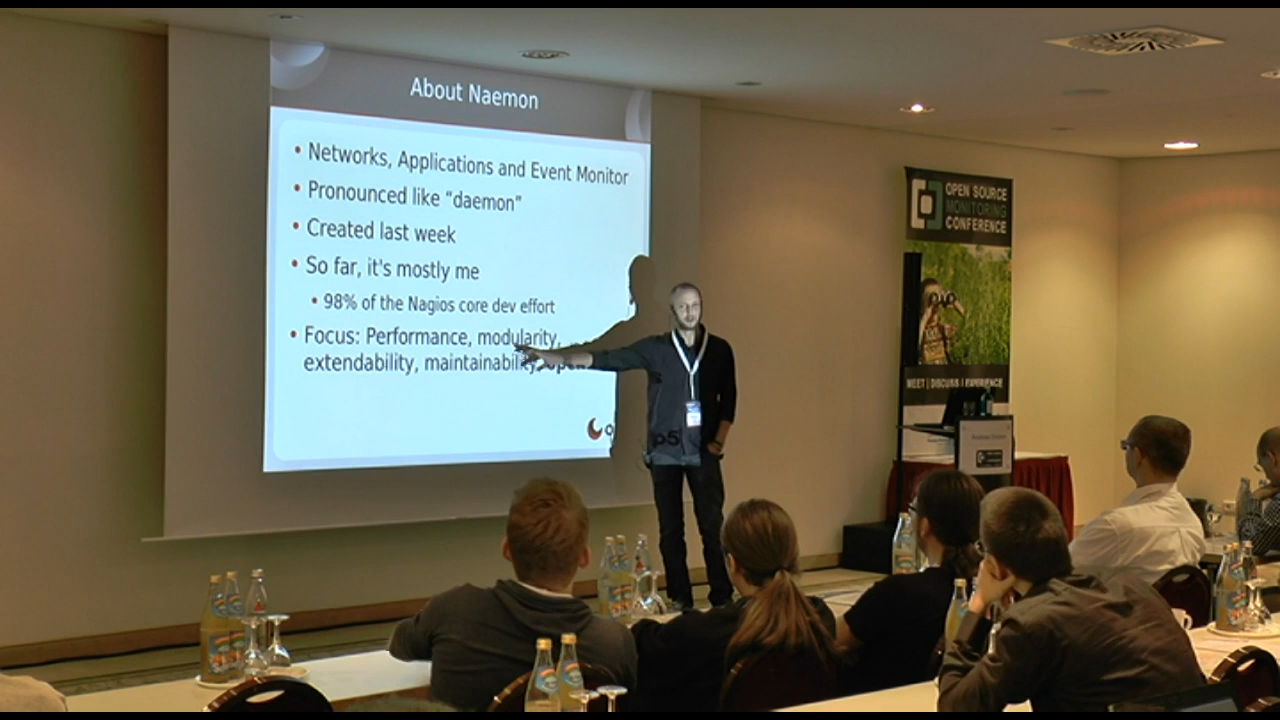 About Naemon
• Networks, Applications and Event Monitor
• Pronounced like “daemon”
• Created last week
• So far, it's mostly me
• 98% of the Nagios core dev effort
• Focus: Performance, modularity,
extendability, maintainability,
OPEN SOURCE
MONITORING
CONFERENCE
MEET | DISCUSS | EXPERIENCE